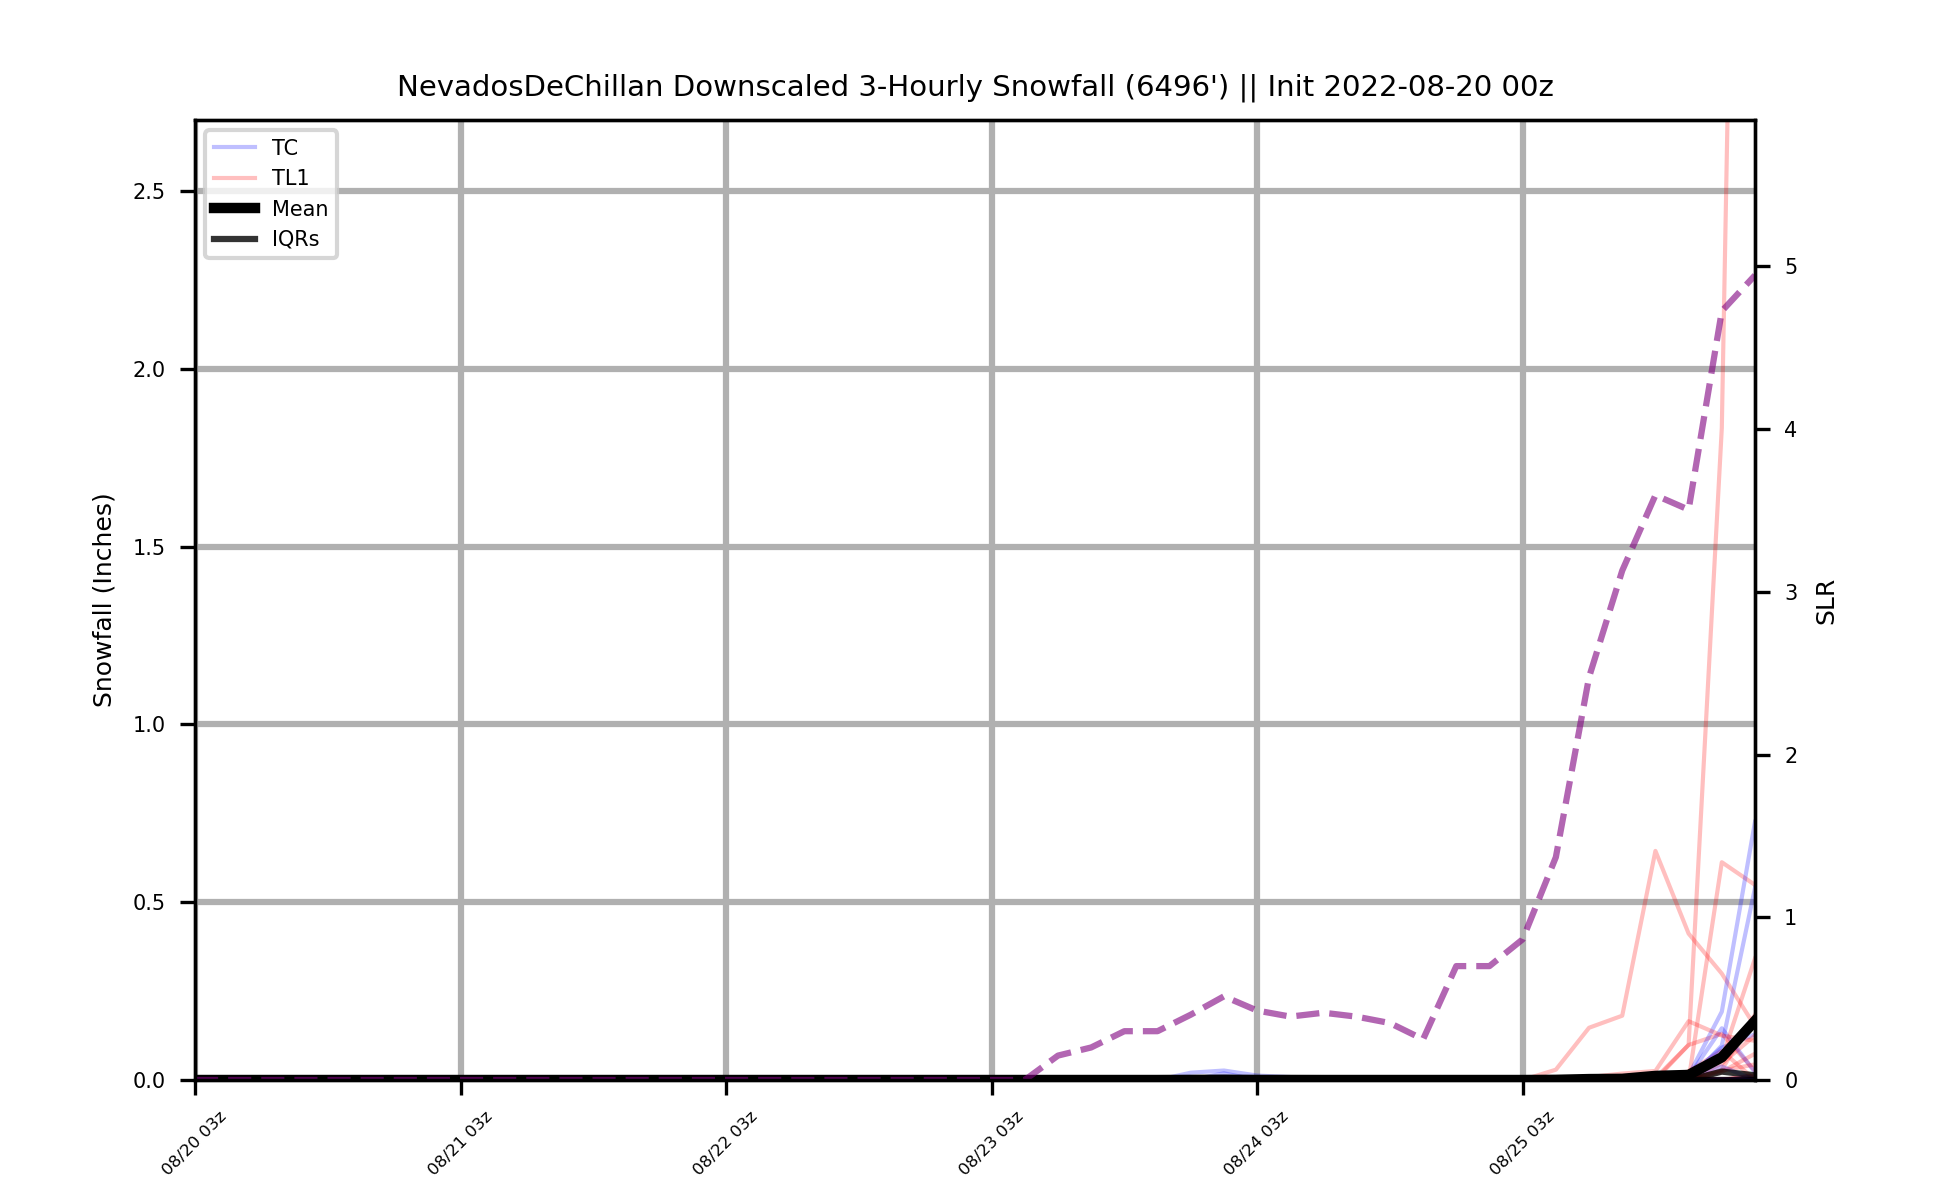 NevadosDeChillan Downscaled 3-Hourly Snowfall (6496') || Init 2022-08-20 00z
TC
TL1
Mean
IQRs
2.5
2.0
1.5
1.0
0.5
0.0
Snowfall (Inches)
5
4
3
2
1
0
SLR
08/20 03z
08/21 03z
08/22 03z
08/23 03z
08/24 03z
08/25 03z